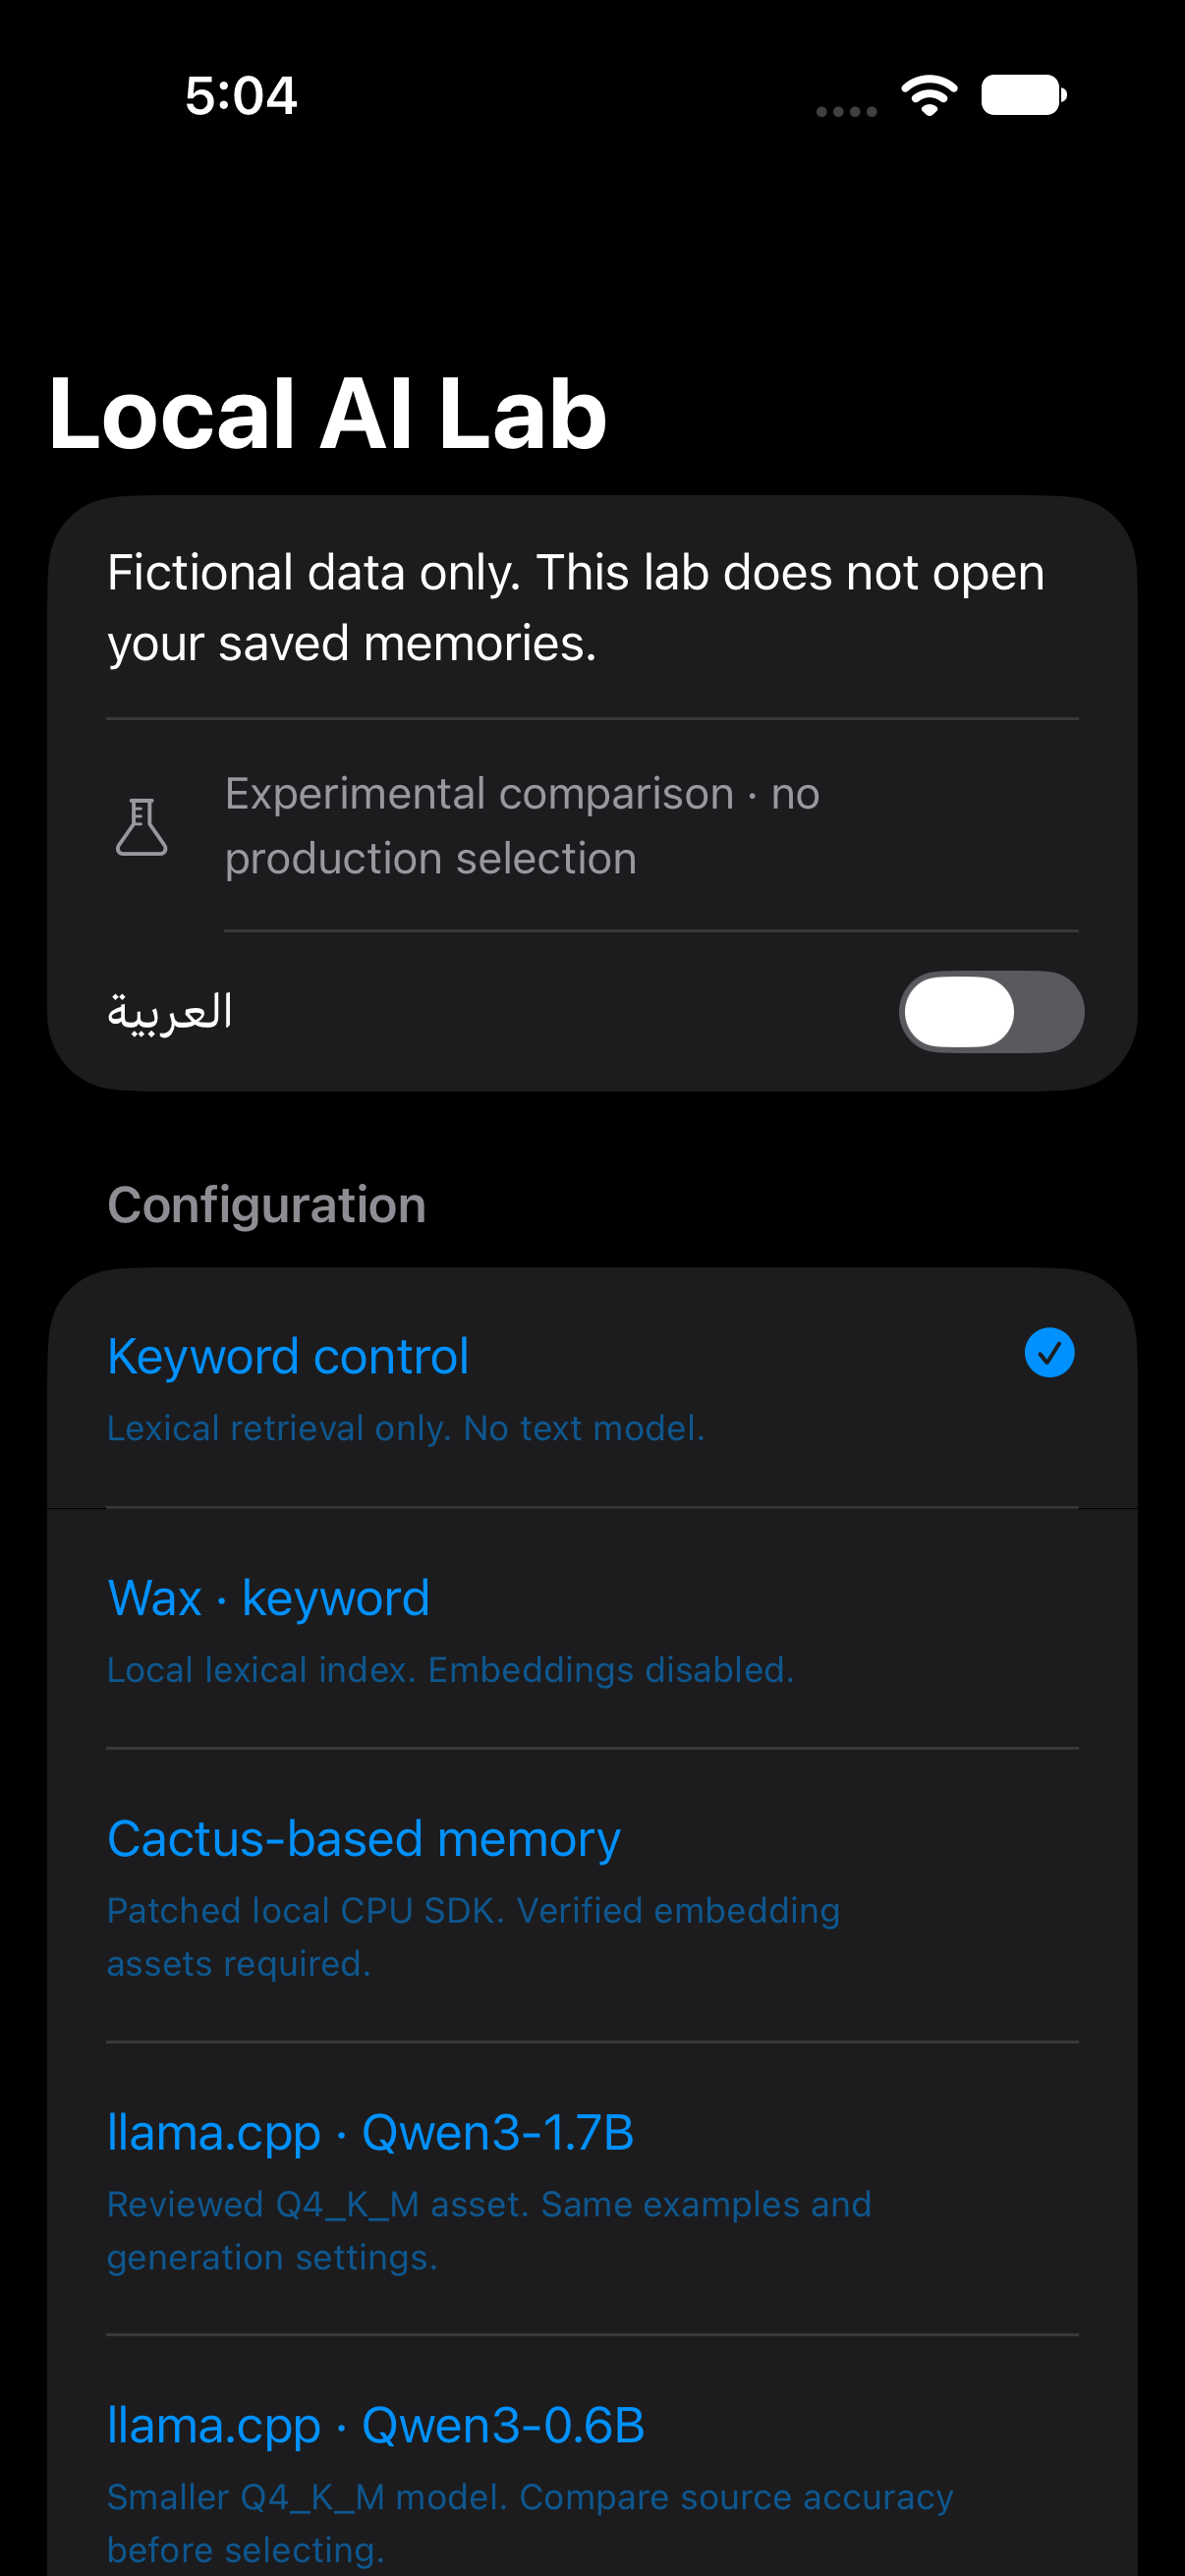 5:04
Local AI Lab
Fictional data only. This lab does not open
your saved memories.
Experimental comparison · no
production selection
العربية
Configuration
Keyword control
Lexical retrieval only. No text model.
Wax · keyword
Local lexical index. Embeddings disabled.
Cactus-based memory
Patched local CPU SDK. Verified embedding
assets required.
llama.cpp · Qwen3-1.7B
Reviewed Q4_K_M asset. Same examples and
generation settings.
llama.cpp · Qwen3-0.6B
Smaller Q4_K_M model. Compare source accuracy
before selecting.